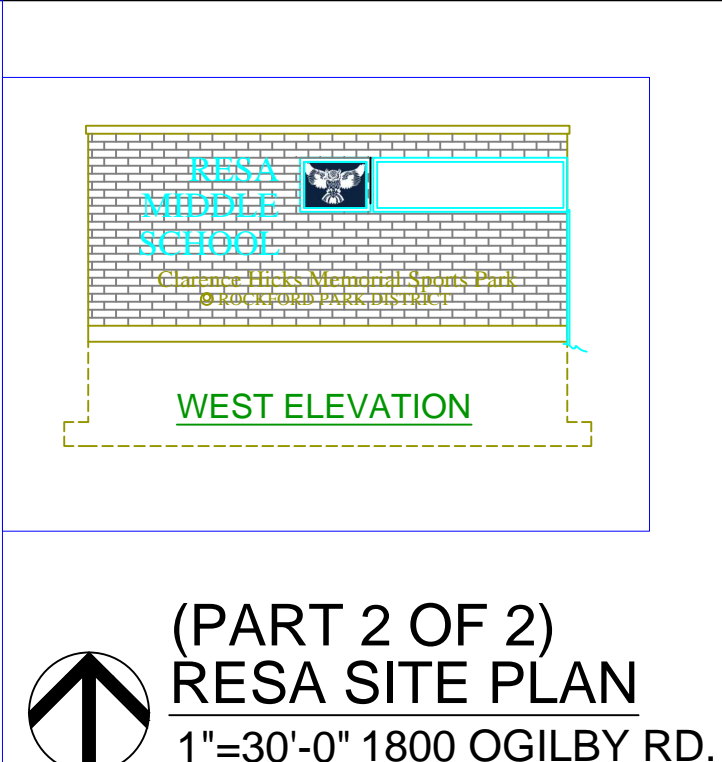 RESA
MIDDLE
SCHOOL
Clarence Hicks Memorial Sports Park
ROCKFORD PARK DISTRICT
WEST ELEVATION
(PART 2 OF 2)
RESA SITE PLAN
1"=30'-0" 1800 OGILBY RD.